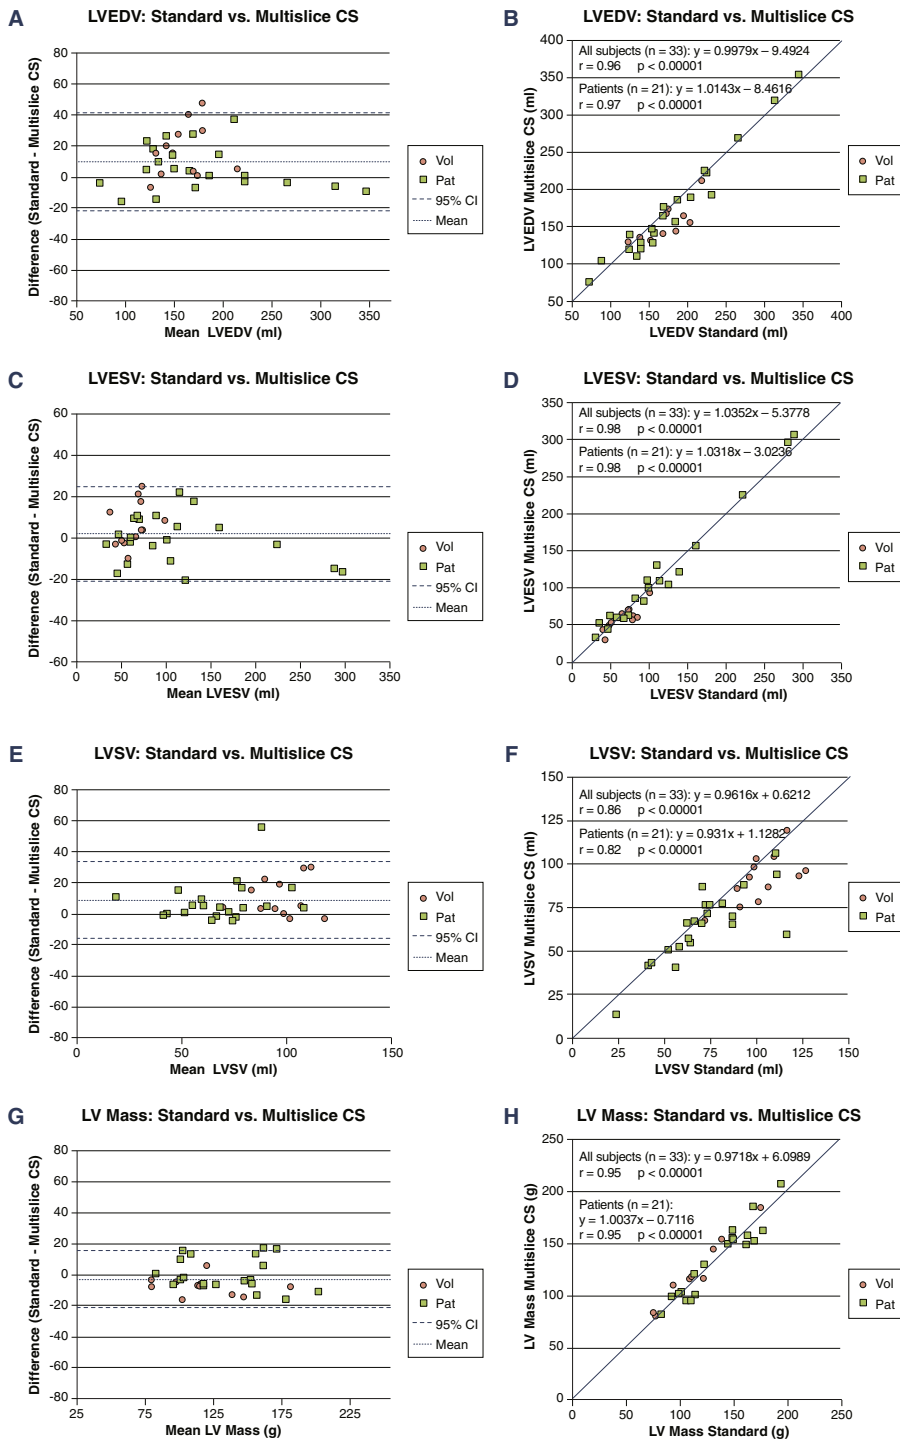 A
LVEDV: Standard vs. Multislice CS
Difference (Standard - Multislice CS)
80
60
40
20
0
-20
-40
-60
-80
50 100 150 200 250 300 350
Mean LVEDV (ml)
Vol
Pat
95% CI
Mean
B
LVEDV: Standard vs. Multislice CS
LVEDV Multislice CS (ml)
400
350
300
250
200
150
100
50
All subjects (n = 33): y = 0.9979x – 9.4924
r = 0.96 p < 0.00001
Patients (n = 21): y = 1.0143x – 8.4616
r = 0.97 p < 0.00001
50 100 150 200 250 300 350 400
LVEDV Standard (ml)
Vol
Pat
C
LVESV: Standard vs. Multislice CS
Difference (Standard - Multislice CS)
60
40
20
0
-20
-40
-60
0 50 100 150 200 250 300 350
Mean LVESV (ml)
Vol
Pat
95% CI
Mean
D
LVESV: Standard vs. Multislice CS
LVESV Multislice CS (ml)
350
300
250
200
150
100
50
0
All subjects (n = 33): y = 1.0352x – 5.3778
r = 0.98 p < 0.00001
Patients (n = 21): y = 1.0318x – 3.0236
r = 0.98 p < 0.00001
0 50 100 150 200 250 300 350
LVESV Standard (ml)
Vol
Pat
E
LVSV: Standard vs. Multislice CS
Difference (Standard - Multislice CS)
80
60
40
20
0
-20
-40
-60
-80
0 50 100 150
Mean LVSV (ml)
Vol
Pat
95% CI
Mean
F
LVSV: Standard vs. Multislice CS
LVSV Multislice CS (ml)
150
125
100
75
50
25
0
All subjects (n = 33): y = 0.9616x + 0.6212
r = 0.86 p < 0.00001
Patients (n = 21): y = 0.931x + 1.1282
r = 0.82 p < 0.00001
0 25 50 75 100 125 150
LVSV Standard (ml)
Vol
Pat
G
LV Mass: Standard vs. Multislice CS
Difference (Standard - Multislice CS)
80
60
40
20
0
-20
-40
-60
-80
25 75 125 175 225
Mean LV Mass (g)
Vol
Pat
95% CI
Mean
H
LV Mass: Standard vs. Multislice CS
LV Mass Multislice CS (g)
250
200
150
100
50
0
All subjects (n = 33): y = 0.9718x + 6.0989
r = 0.95 p < 0.00001
Patients (n = 21):
y = 1.0037x – 0.7116
r = 0.95 p < 0.00001
0 50 100 150 200 250
LV Mass Standard (g)
Vol
Pat